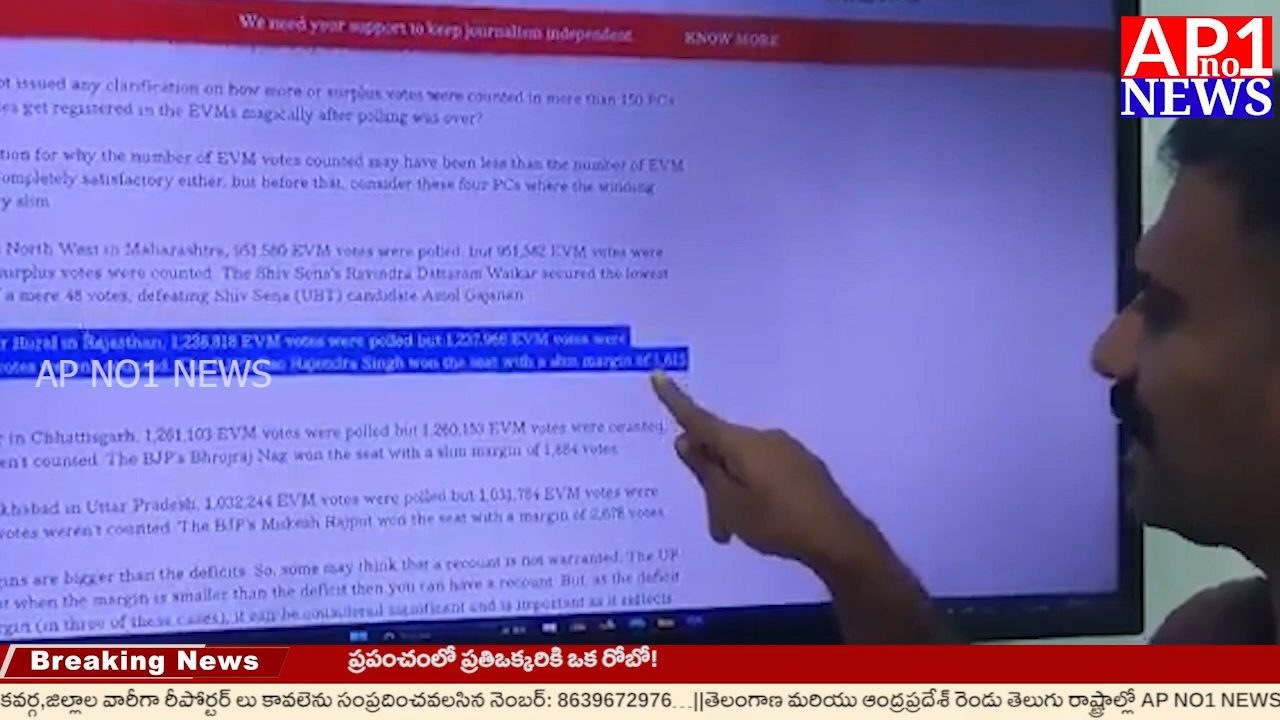 We need your support to keep journalism independent. KNOW MORE
AP no 1
NEWS
ot issued any clarification on how more or surplus votes were counted in more than 150 PCs
es get registered in the EVMs magically after polling was over?
tion for why the number of EVM votes counted may have been less than the number of EVM
ompletely satisfactory either, but before that, consider these four PCs where the winning
y slim
North West in Maharashtra, 951,580 EVM votes were polled, but 951,582 EVM votes were
surplus votes were counted. The Shiv Sena's Ravindra Dattaram Waikar secured the lowest
a mere 48 votes, defeating Shiv Sena (UBT) candidate Amol Gajanan
r Rural in Rajasthan, 1,238,818 EVM votes were polled but 1,237,966 EVM votes were
votes Rajendra Singh won the seat with a slim margin of 1,615
AP NO1 NEWS
r in Chhattisgarh, 1,261,103 EVM votes were polled but 1,260,153 EVM votes were counted.
en't counted. The BJP's Bhrojraj Nag won the seat with a slim margin of 1,884 votes
khabad in Uttar Pradesh, 1,032,244 EVM votes were polled but 1,031,784 EVM votes were
votes weren't counted. The BJP's Mukesh Rajput won the seat with a margin of 2,678 votes.
gins are bigger than the deficits. So, some may think that a recount is not warranted. The UP
t when the margin is smaller than the deficit then you can have a recount. But, as the deficit
rgin (in three of these cases), it can be considered significant and is important as it reflects
Breaking News ప్రపంచంలో ప్రతిఒక్కరికి ఒక రోబో!
కవర్గ,జిల్లాల వారీగా రీపోర్టర్ లు కావలెను సంప్రదించవలసిన నెంబర్: 8639672976...||తెలంగాణ మరియు ఆంధ్రప్రదేశ్ రెండు తెలుగు రాష్ట్రాల్లో AP NO1 NEWS